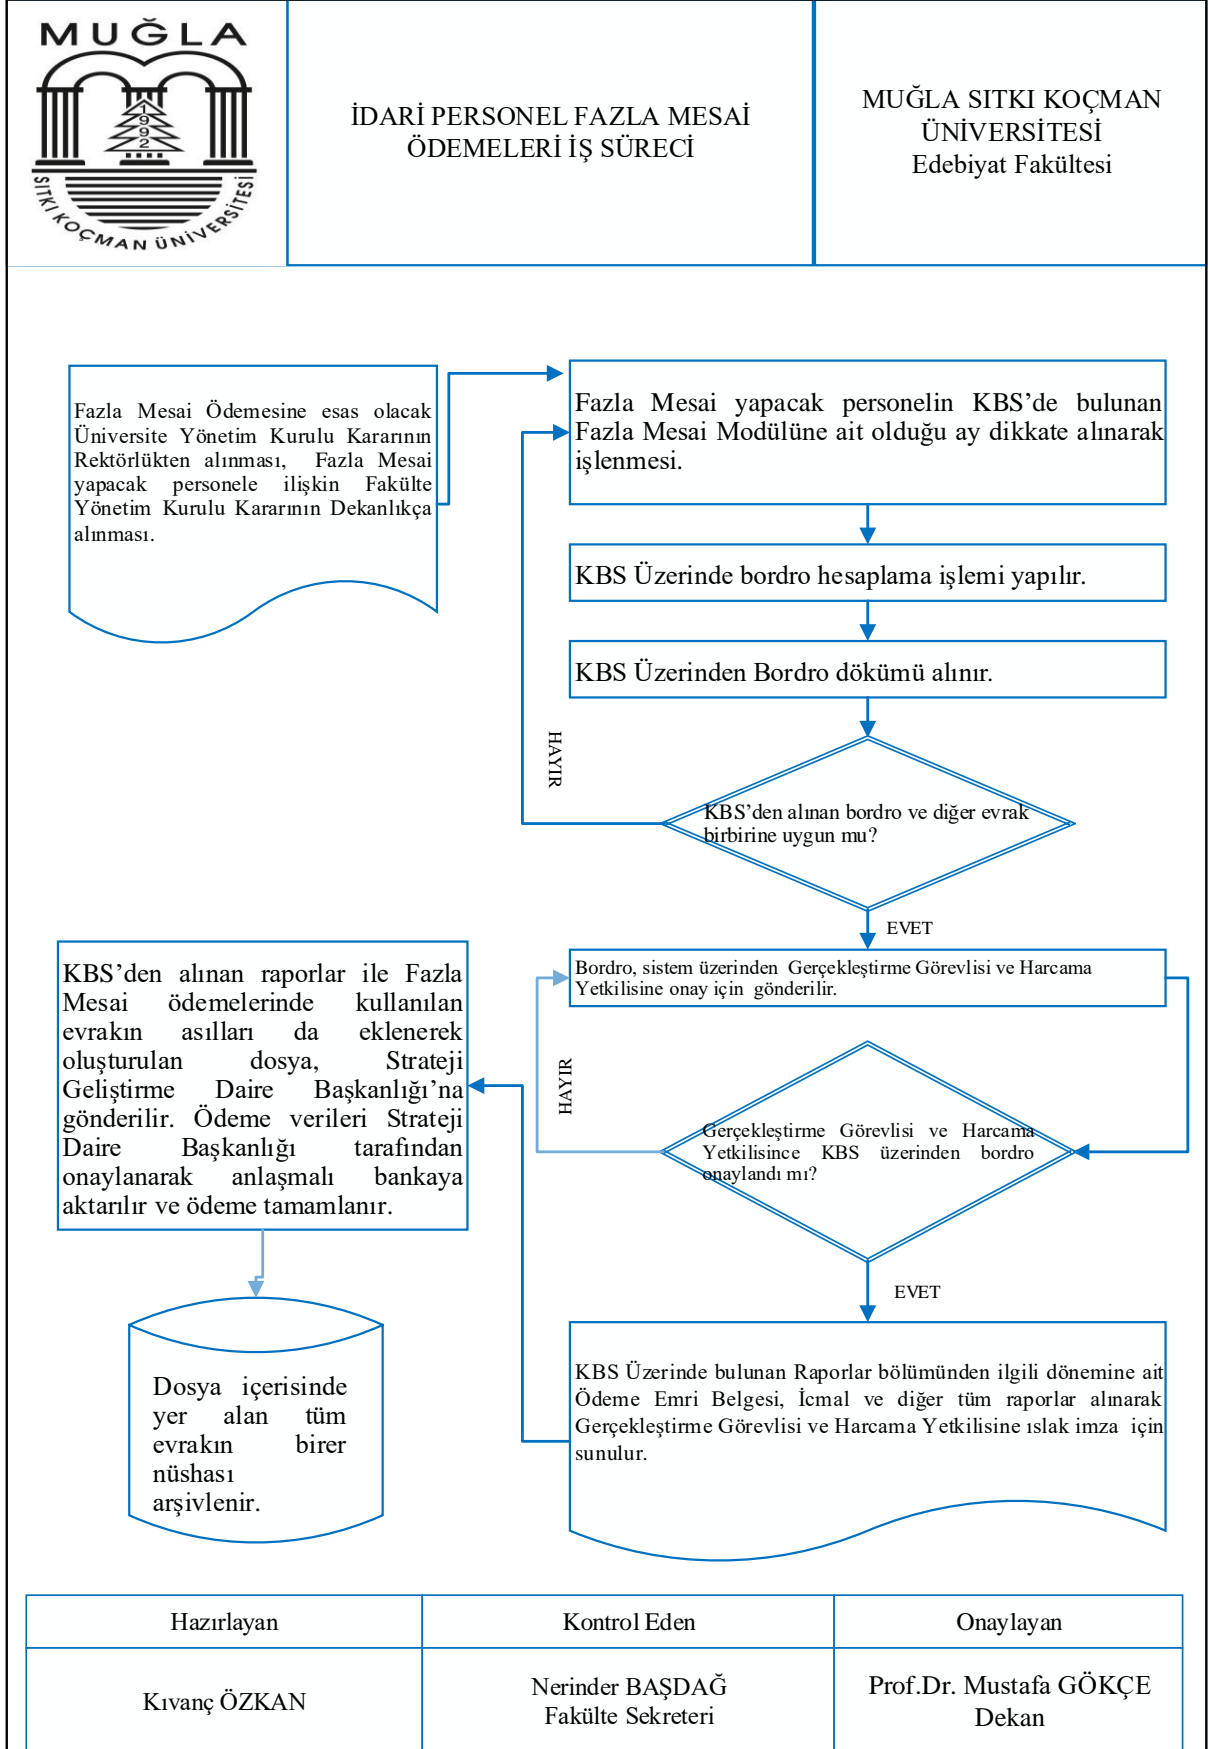 MUĞLA
1992
SITKI KOÇMAN ÜNİVERSİTESİ
İDARİ PERSONEL FAZLA MESAİ
ÖDEMELERİ İŞ SÜRECİ
MUĞLA SITKI KOÇMAN
ÜNİVERSİTESİ
Edebiyat Fakültesi
Fazla Mesai Ödemesine esas olacak
Üniversite Yönetim Kurulu Kararının
Rektörlükten alınması, Fazla Mesai
yapacak personele ilişkin Fakülte
Yönetim Kurulu Kararının Dekanlıkça
alınması.
Fazla Mesai yapacak personelin KBS’de bulunan
Fazla Mesai Modülüne ait olduğu ay dikkate alınarak
işlenmesi.
KBS Üzerinde bordro hesaplama işlemi yapılır.
KBS Üzerinden Bordro dökümü alınır.
HAYIR
KBS’den alınan bordro ve diğer evrak
birbirine uygun mu?
EVET
Bordro, sistem üzerinden Gerçekleştirme Görevlisi ve Harcama
Yetkilisine onay için gönderilir.
HAYIR
Gerçekleştirme Görevlisi ve Harcama
Yetkilisince KBS üzerinden bordro
onaylandı mı?
EVET
KBS Üzerinde bulunan Raporlar bölümünden ilgili dönemine ait
Ödeme Emri Belgesi, İcmal ve diğer tüm raporlar alınarak
Gerçekleştirme Görevlisi ve Harcama Yetkilisine ıslak imza için
sunulur.
KBS’den alınan raporlar ile Fazla
Mesai ödemelerinde kullanılan
evrakın asılları da eklenerek
oluşturulan dosya, Strateji
Geliştirme Daire Başkanlığı’na
gönderilir. Ödeme verileri Strateji
Daire Başkanlığı tarafından
onaylanarak anlaşmalı bankaya
aktarılır ve ödeme tamamlanır.
Dosya içerisinde
yer alan tüm
evrakın birer
nüshası
arşivlenir.
Hazırlayan
Kontrol Eden
Onaylayan
Kıvanç ÖZKAN
Nerinder BAŞDAĞ
Fakülte Sekreteri
Prof.Dr. Mustafa GÖKÇE
Dekan